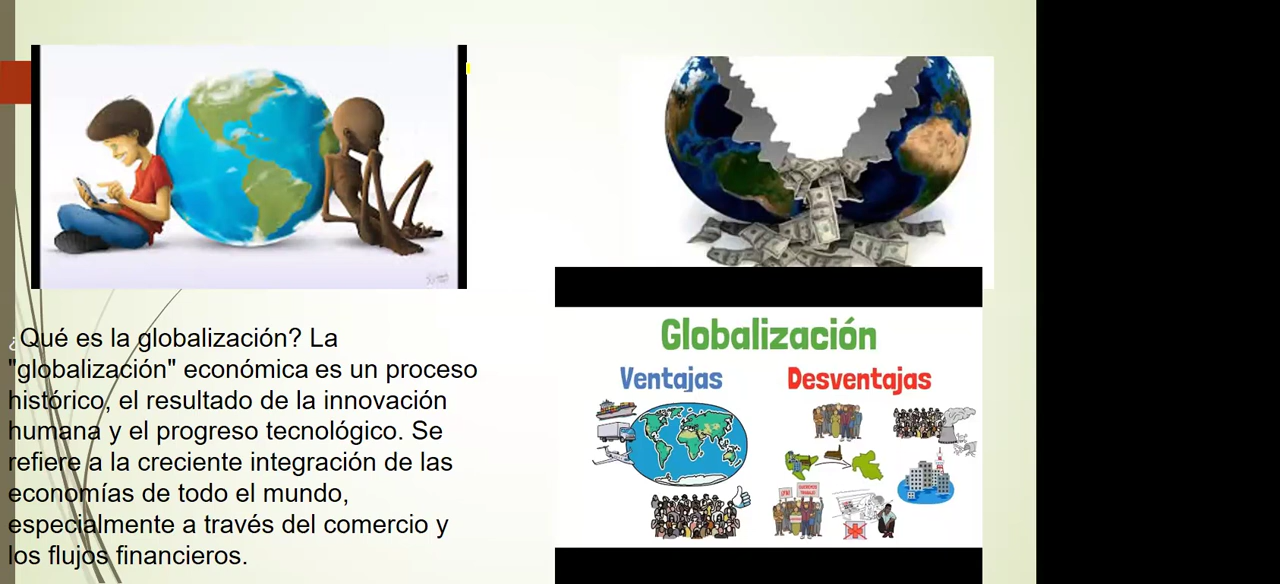 ¿Qué es la globalización? La
"globalización" económica es un proceso
histórico, el resultado de la innovación
humana y el progreso tecnológico. Se
refiere a la creciente integración de las
economías de todo el mundo,
especialmente a través del comercio y
los flujos financieros.
Globalización
Ventajas
Desventajas